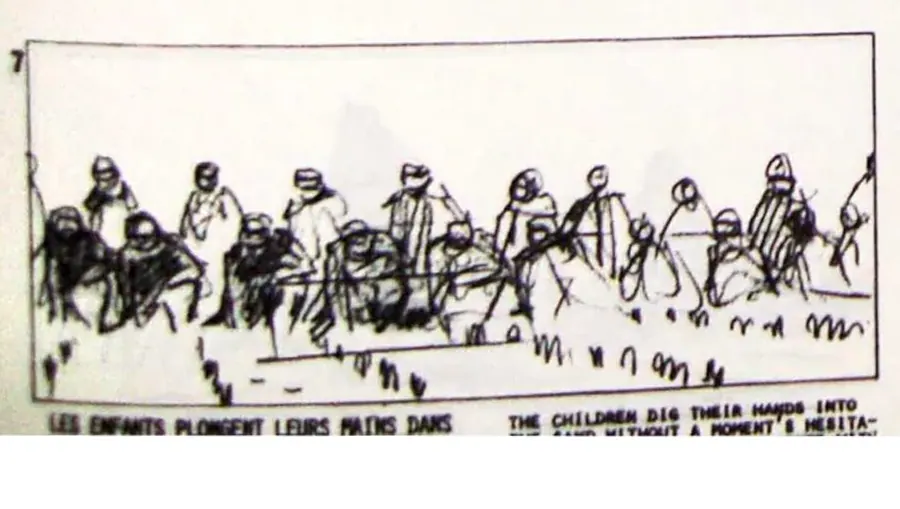 7
LES ENFANTS PLONGENT LEURS MAINS DANS
THE CHILDREN DIG THEIR HANDS INTO
THE SAND WITHOUT A MOMENT'S HESITA-